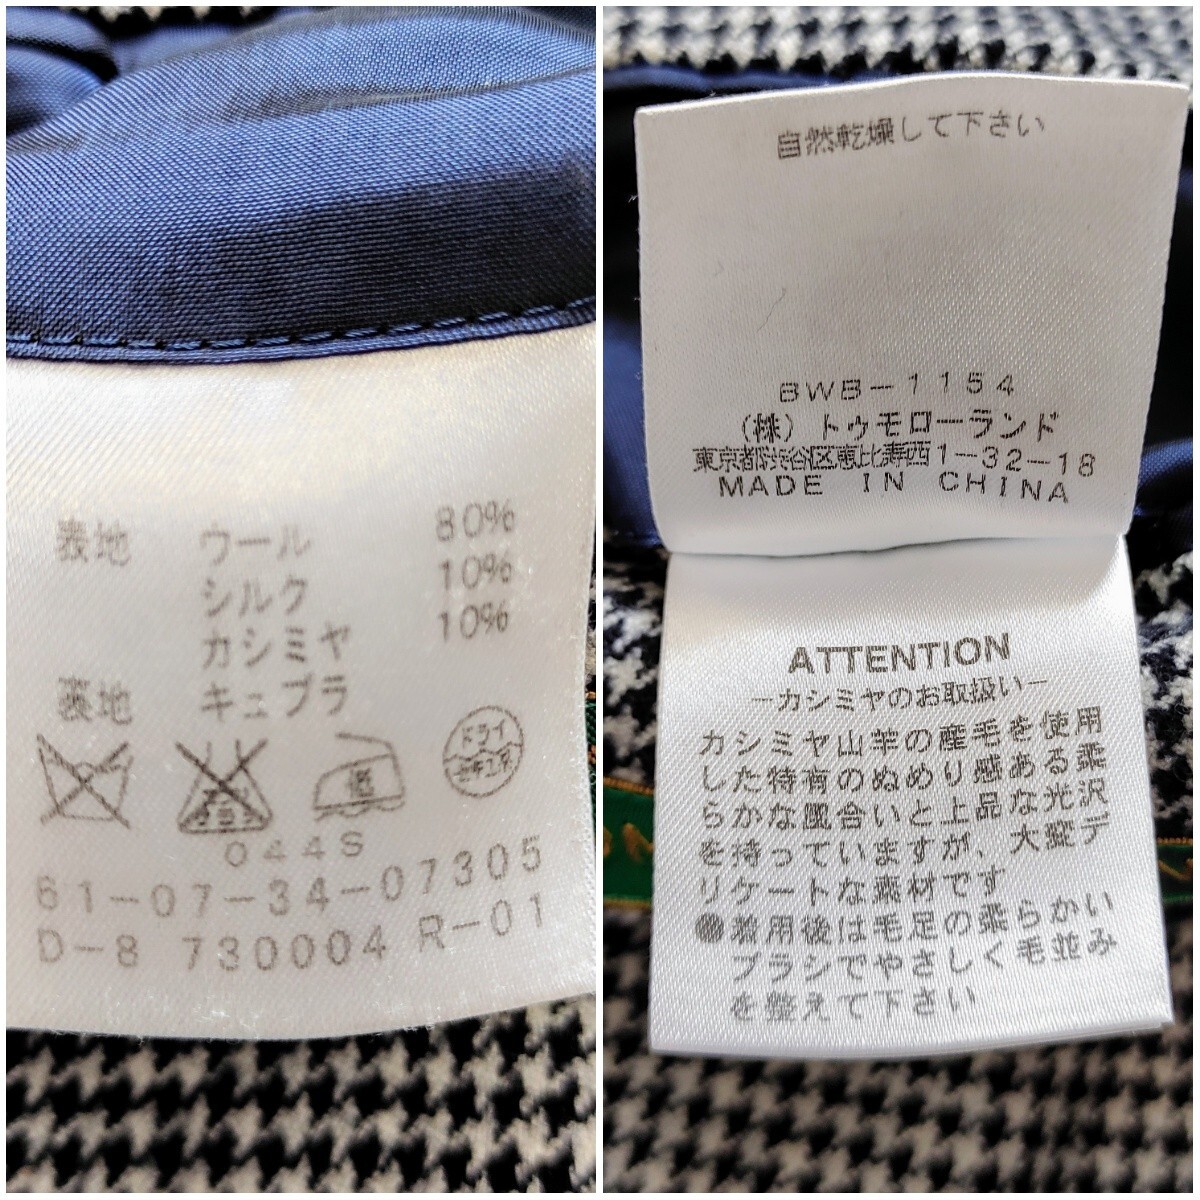 表地 ウール 80%
シルク 10%
カシミヤ 10%
裏地 キュプラ
ドライ
セキユ系
044S
61-07-34-07305
D-8 730004 R-01
自然乾燥して下さい
BWB-1154
(株)トゥモローランド
東京都渋谷区恵比寿西1-32-18
MADE IN CHINA
ATTENTION
−カシミヤのお取扱い−
カシミヤ山羊の産毛を使用
した特有のぬめり感ある柔
らかな風合いと上品な光沢
を持っていますが、大変デ
リケートな素材です
●着用後は毛足の柔らかい
ブラシでやさしく毛並み
を整えて下さい